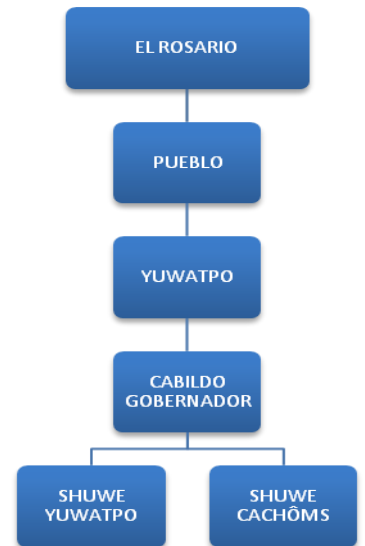 EL ROSARIO
PUEBLO
YUWATPO
CABILDO
GOBERNADOR
SHUWE
YUWATPO
SHUWE
CACHÔMS